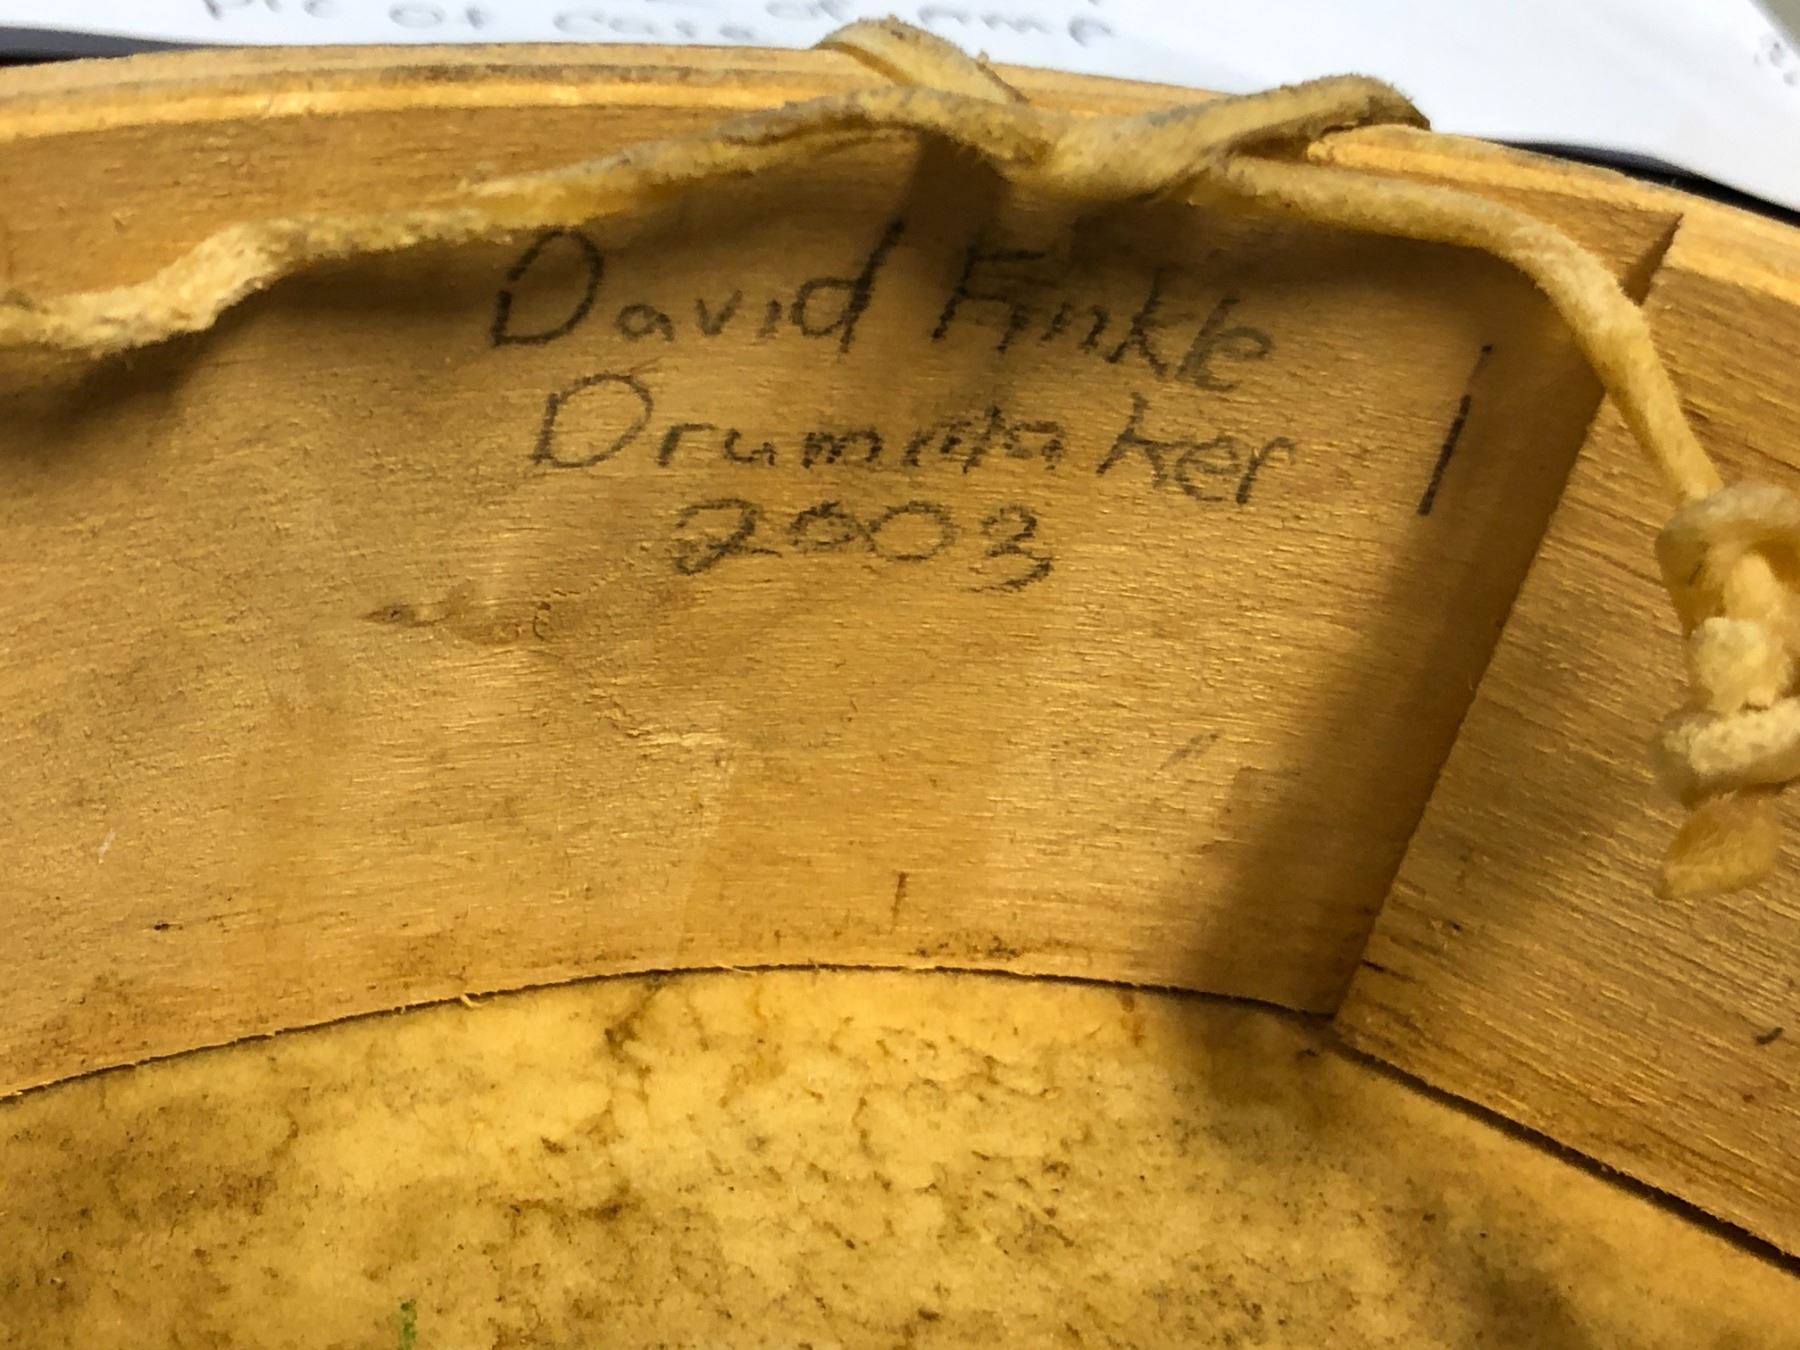 David Finkle
Drummaker
2003